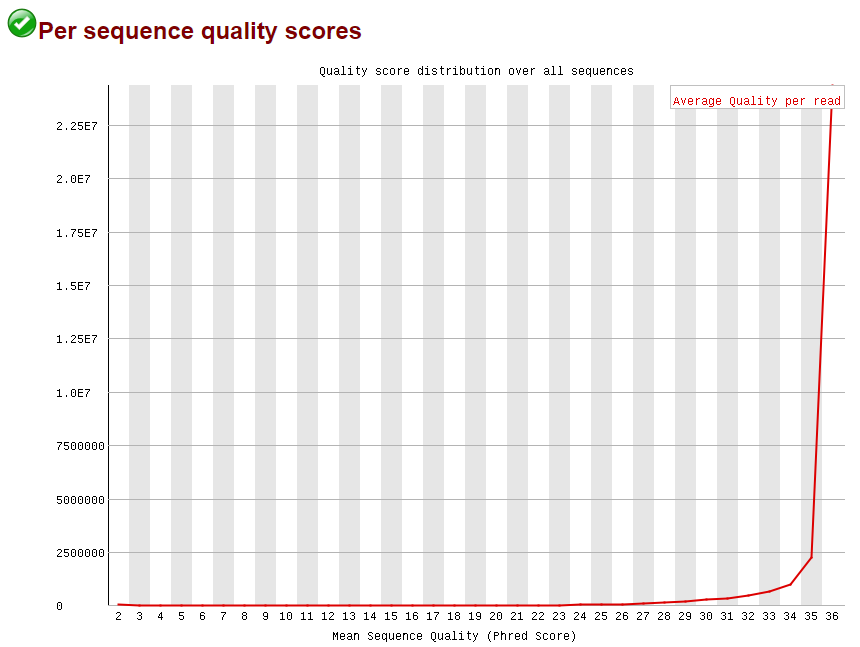 Per sequence quality scores
Quality score distribution over all sequences
Average Quality per read
2.25E7
2.0E7
1.75E7
1.5E7
1.25E7
1.0E7
7500000
5000000
2500000
0
2 3 4 5 6 7 8 9 10 11 12 13 14 15 16 17 18 19 20 21 22 23 24 25 26 27 28 29 30 31 32 33 34 35 36
Mean Sequence Quality (Phred Score)